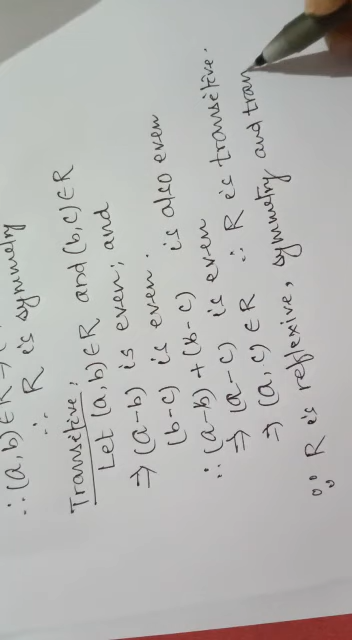 ∴ (a, b) ∈ R →
∴ R is symmetry
Transitive:
Let (a, b) ∈ R and (b, c) ∈ R
⇒ (a-b) is even; and
(b-c) is even.
∴ (a-b) + (b-c) is also even
⇒ (a-c) is even
⇒ (a, c) ∈ R ∴ R is transitive.
∵ R is reflexive, symmetry and tran